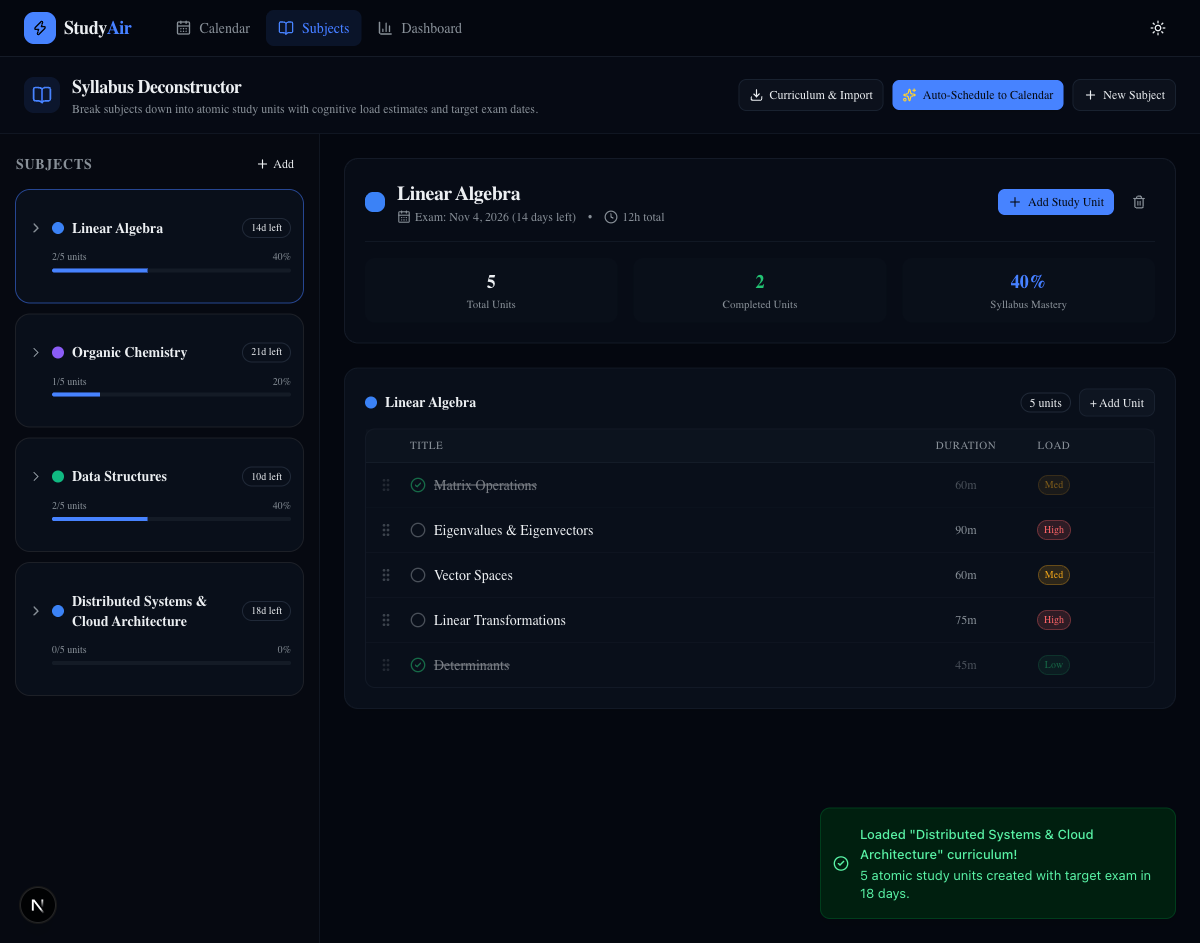 StudyAir
Calendar
Subjects
Dashboard
Syllabus Deconstructor
Break subjects down into atomic study units with cognitive load estimates and target exam dates.
Curriculum & Import
Auto-Schedule to Calendar
New Subject
SUBJECTS
Add
Linear Algebra
14d left
2/5 units
40%
Organic Chemistry
21d left
1/5 units
20%
Data Structures
10d left
2/5 units
40%
Distributed Systems &
Cloud Architecture
18d left
0/5 units
0%
N
Linear Algebra
Exam: Nov 4, 2026 (14 days left) • 12h total
Add Study Unit
5
Total Units
2
Completed Units
40%
Syllabus Mastery
Linear Algebra
5 units
+ Add Unit
TITLE
DURATION
LOAD
Matrix Operations
60m
Med
Eigenvalues & Eigenvectors
90m
High
Vector Spaces
60m
Med
Linear Transformations
75m
High
Determinants
45m
Low
Loaded "Distributed Systems & Cloud
Architecture" curriculum!
5 atomic study units created with target exam in
18 days.